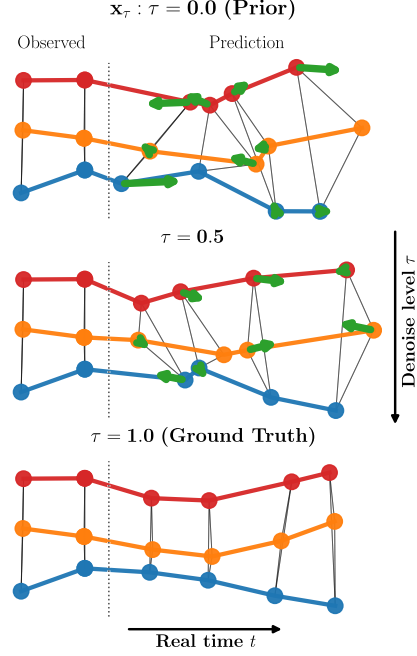 x_τ : τ = 0.0 (Prior)
Observed
Prediction
τ = 0.5
Denoise level τ
τ = 1.0 (Ground Truth)
Real time t